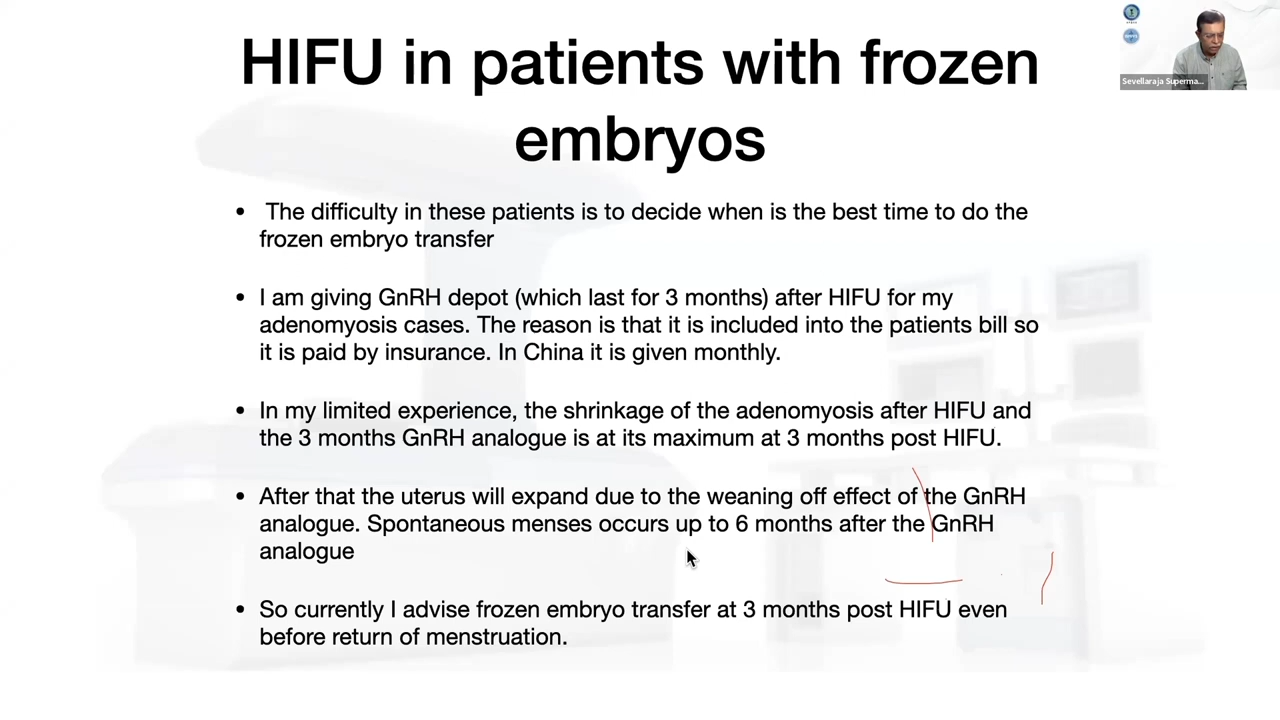 HIFU in patients with frozen
embryos
• The difficulty in these patients is to decide when is the best time to do the
frozen embryo transfer
• I am giving GnRH depot (which last for 3 months) after HIFU for my
adenomyosis cases. The reason is that it is included into the patients bill so
it is paid by insurance. In China it is given monthly.
• In my limited experience, the shrinkage of the adenomyosis after HIFU and
the 3 months GnRH analogue is at its maximum at 3 months post HIFU.
• After that the uterus will expand due to the weaning off effect of the GnRH
analogue. Spontaneous menses occurs up to 6 months after the GnRH
analogue
• So currently I advise frozen embryo transfer at 3 months post HIFU even
before return of menstruation.
Sevellaraja Superma...